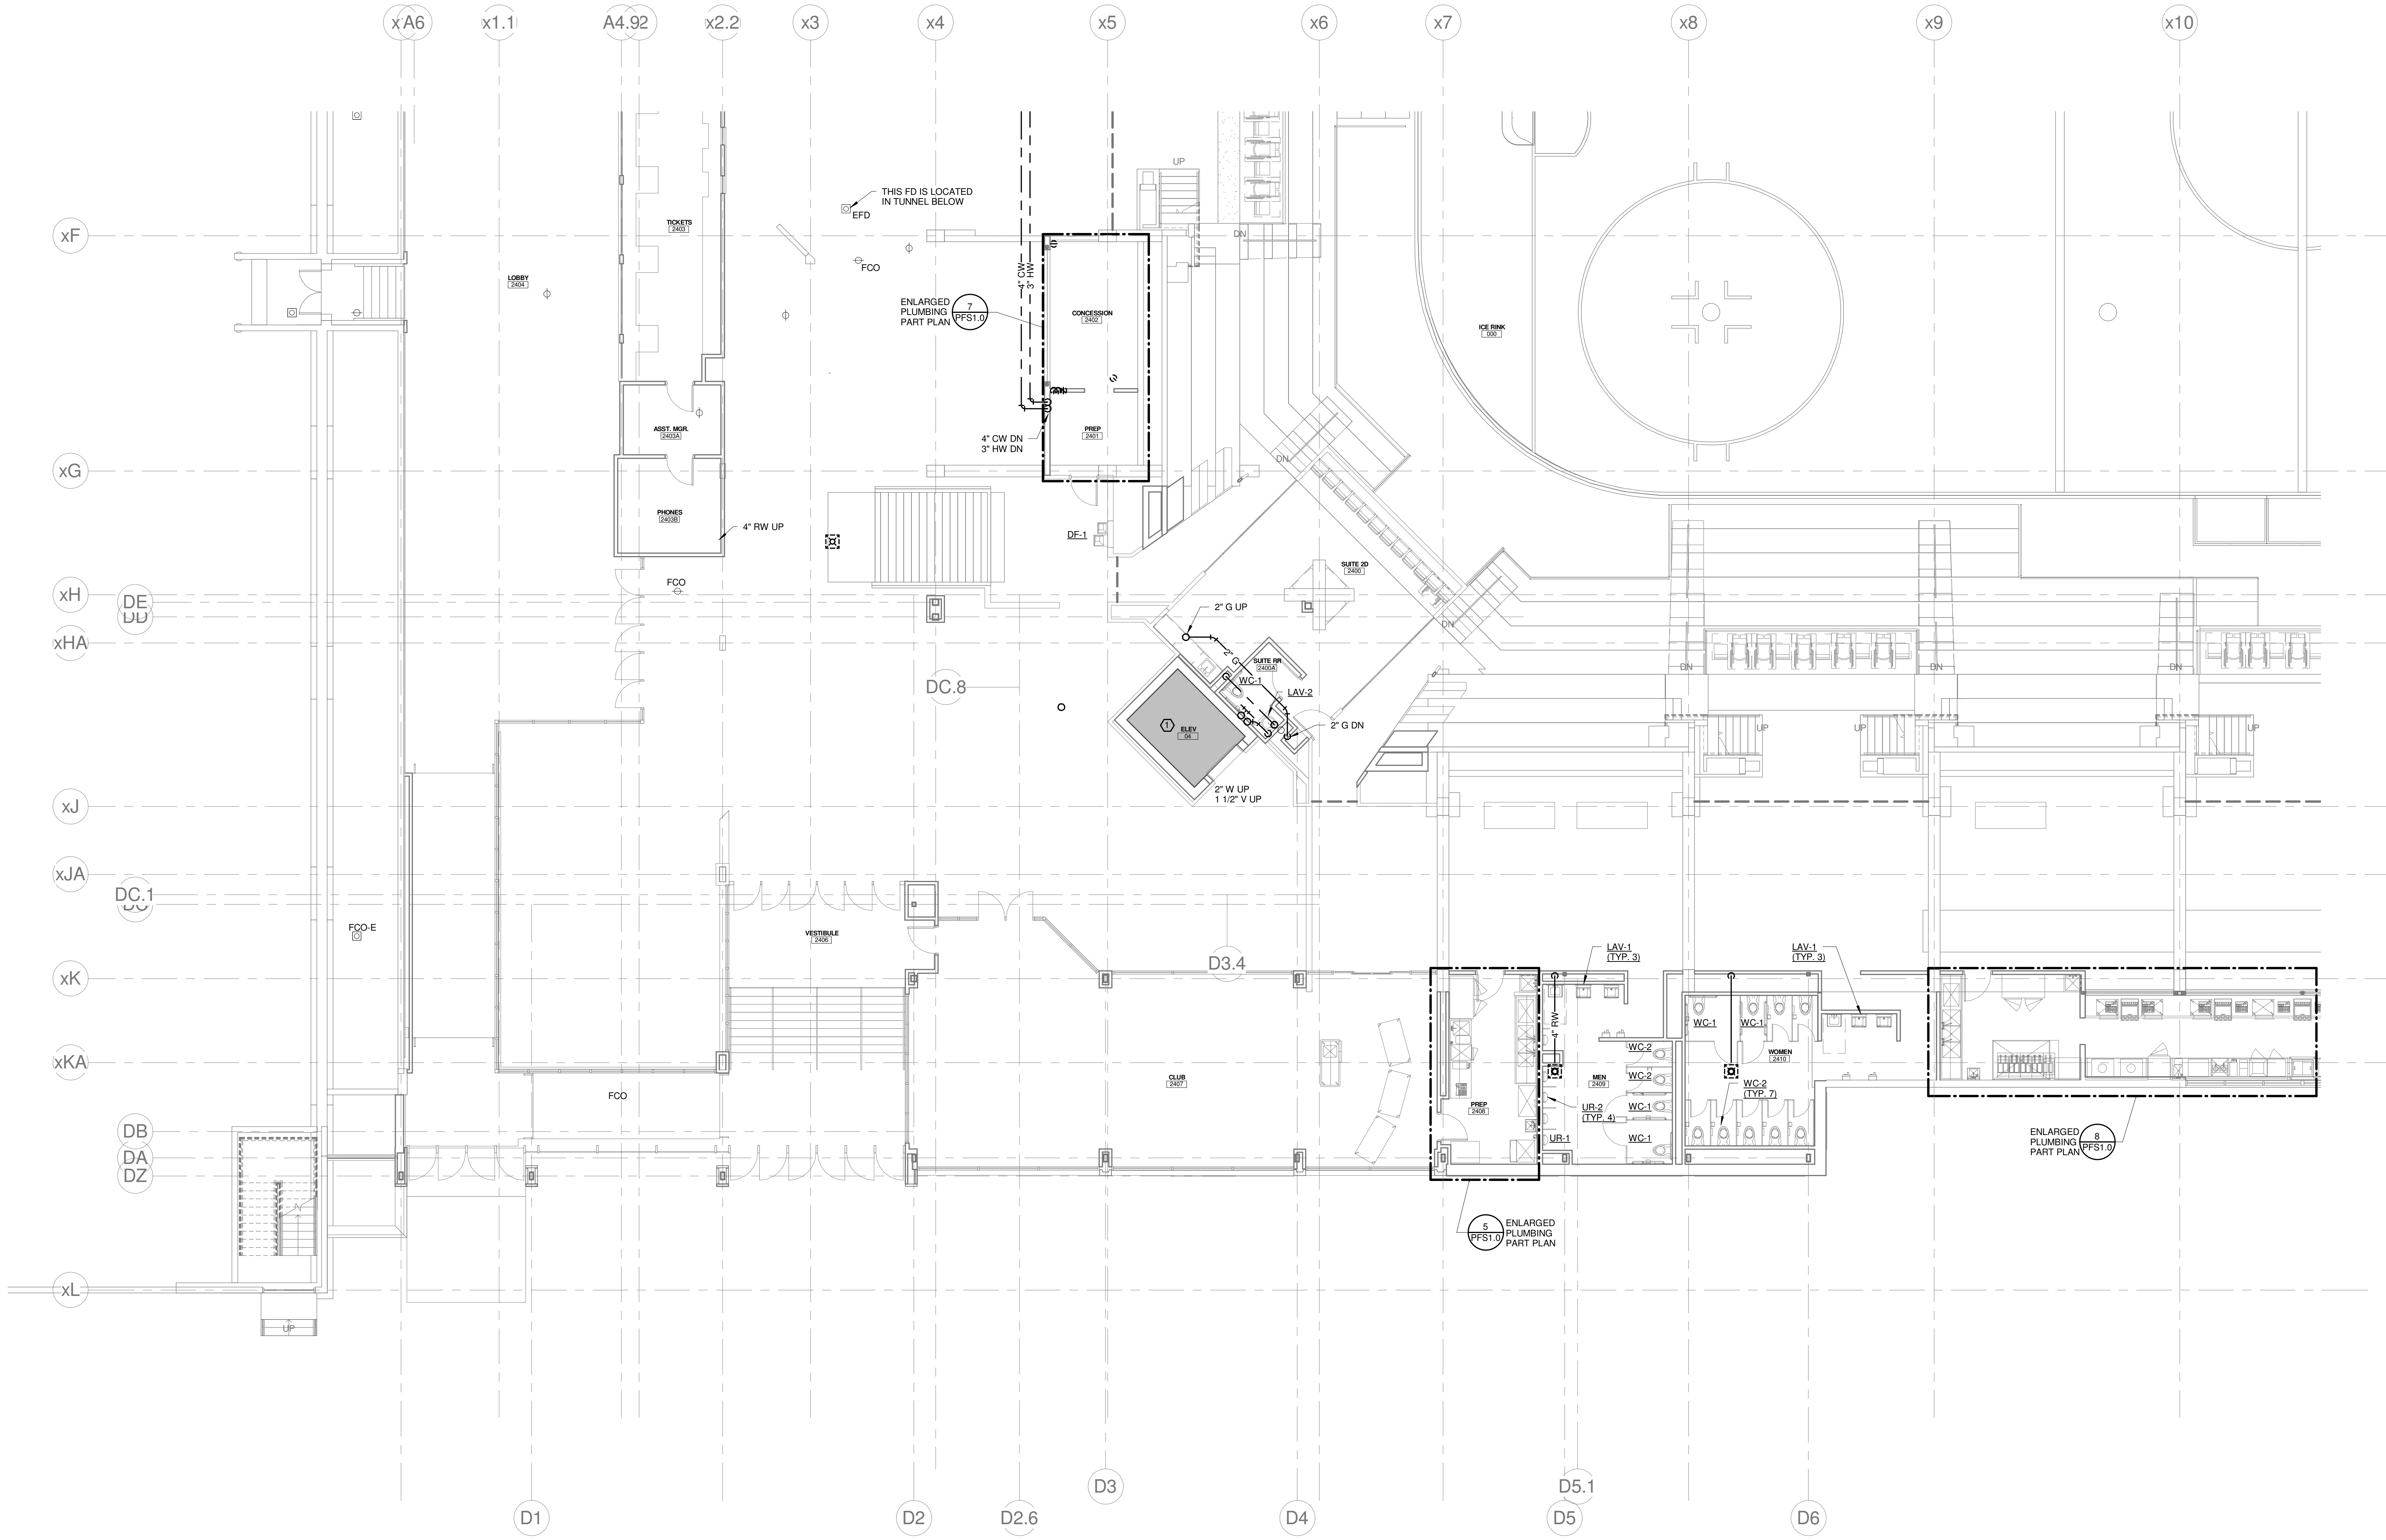 A6
x1.1
A4.92
x2.2
x3
x4
x5
x6
x7
x8
x9
x10
UP
THIS FD IS LOCATED
IN TUNNEL BELOW
EFD
TICKETS
2403
xF
DN
FCO
LOBBY
2404
4" CW
3" HW
ENLARGED
PLUMBING
PART PLAN
7
PFS1.0
CONCESSION
2402
ICE RINK
000
ASST. MGR.
2403A
PREP
2401
4" CW DN
3" HW DN
DN
xG
PHONES
2403B
4" RW UP
DF-1
SUITE 2D
2400
FCO
xH
DE
DD
2" G UP
DN
xHA
2" G
SUITE RR
2400A
DN
DN
DN
WC-1
DC.8
LAV-2
1
ELEV
04
2" G DN
UP
UP
UP
2" W UP
1 1/2" V UP
xJ
xJA
DC.1
DC
FCO-E
VESTIBULE
2406
LAV-1
(TYP. 3)
LAV-1
(TYP. 3)
D3.4
xK
4" RW
WC-1
WC-1
WC-2
WOMEN
2410
xKA
CLUB
2407
WC-2
MEN
2409
WC-2
(TYP. 7)
FCO
PREP
2408
UR-2
(TYP. 4)
WC-1
DB
UR-1
WC-1
ENLARGED
PLUMBING
PART PLAN
8
PFS1.0
DA
DZ
5
PFS1.0
ENLARGED
PLUMBING
PART PLAN
xL
UP
D3
D5.1
D1
D2
D2.6
D4
D5
D6